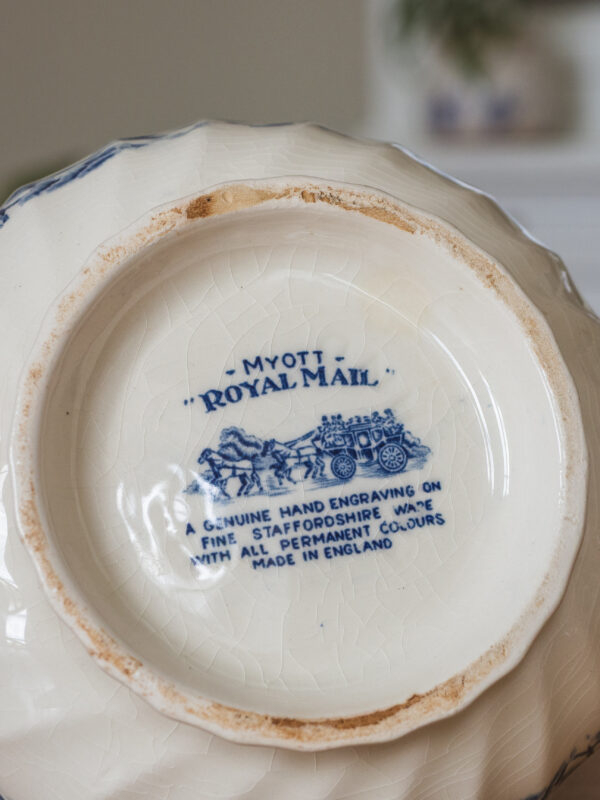 - MYOTT -
"ROYAL MAIL"
A GENUINE HAND ENGRAVING ON
FINE STAFFORDSHIRE WARE
WITH ALL PERMANENT COLOURS
MADE IN ENGLAND